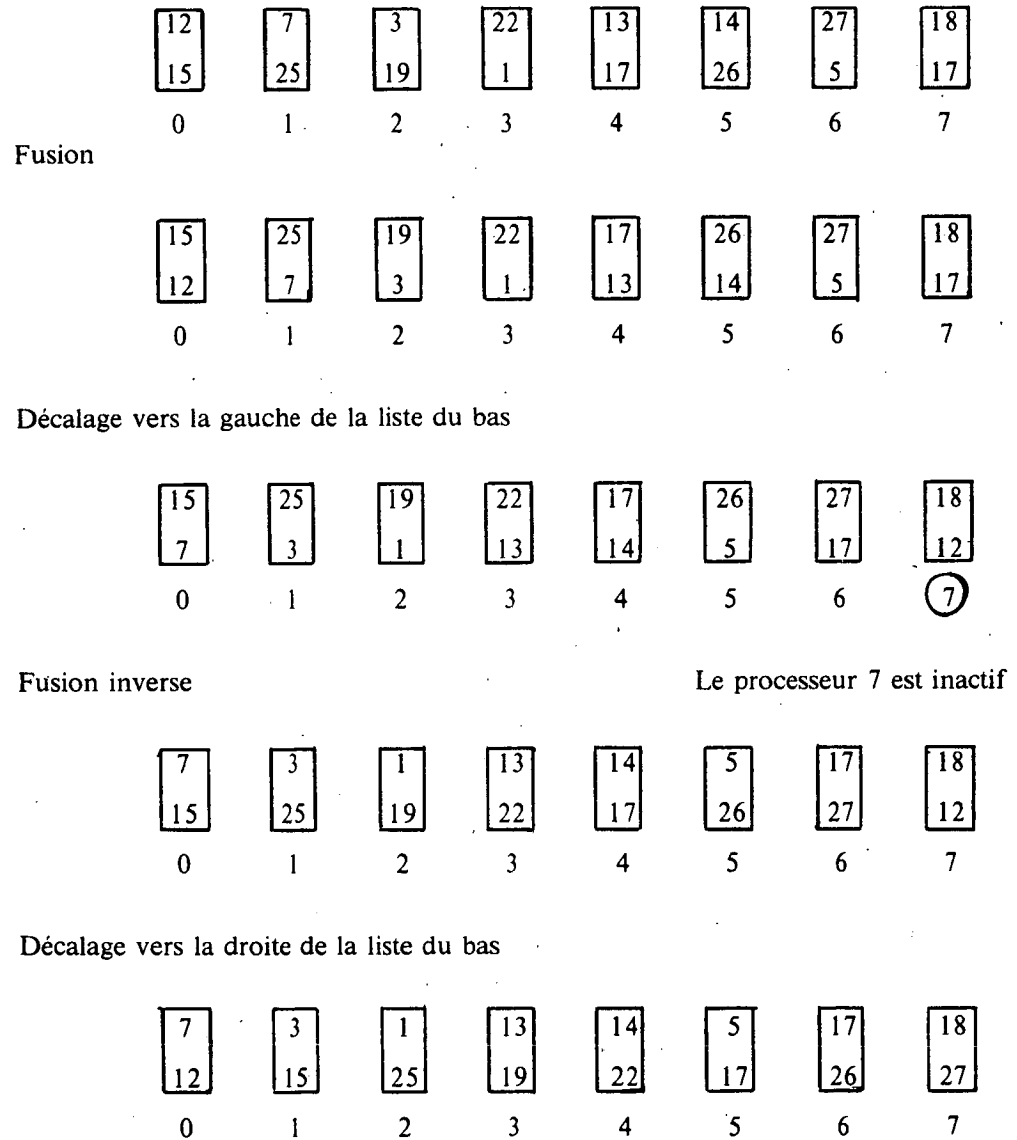 12 7 3 22 13 14 27 18
15 25 19 1 17 26 5 17
0 1 2 3 4 5 6 7
Fusion
15 25 19 22 17 26 27 18
12 7 3 1 13 14 5 17
0 1 2 3 4 5 6 7
Décalage vers la gauche de la liste du bas
15 25 19 22 17 26 27 18
7 3 1 13 14 5 17 12
0 1 2 3 4 5 6 7
Fusion inverse Le processeur 7 est inactif
7 3 1 13 14 5 17 18
15 25 19 22 17 26 27 12
0 1 2 3 4 5 6 7
Décalage vers la droite de la liste du bas
7 3 1 13 14 5 17 18
12 15 25 19 22 17 26 27
0 1 2 3 4 5 6 7